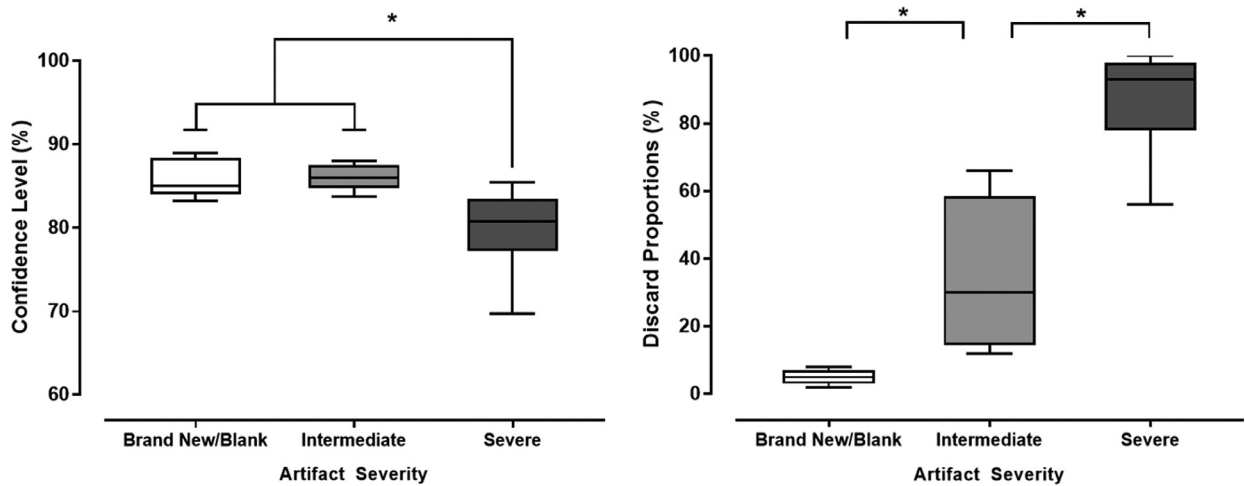 *
100
90
80
70
60
Confidence Level (%)
Brand New/Blank Intermediate Severe
Artifact Severity
* *
100
80
60
40
20
0
Discard Proportions (%)
Brand New/Blank Intermediate Severe
Artifact Severity